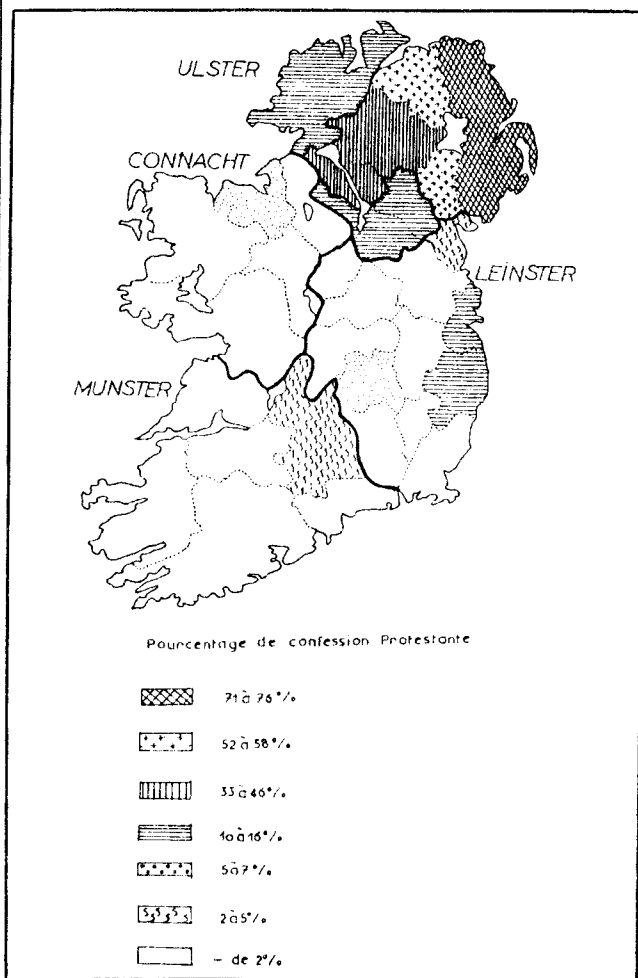 ULSTER
CONNACHT
LEINSTER
MUNSTER
Pourcentage de confession Protestante
71 à 76%
52 à 58%
33 à 46%
10 à 16%
5 à 7%
2 à 5%
- de 2%